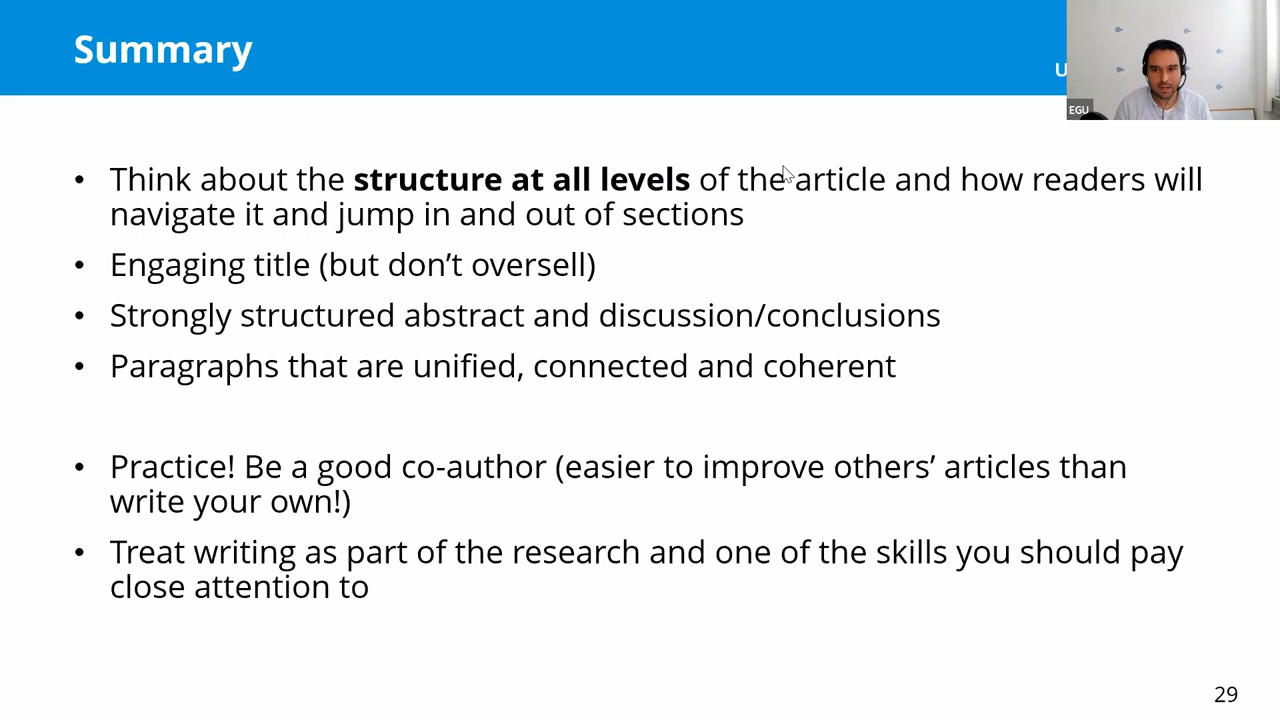 Summary
U
EGU
• Think about the structure at all levels of the article and how readers will
navigate it and jump in and out of sections
• Engaging title (but don’t oversell)
• Strongly structured abstract and discussion/conclusions
• Paragraphs that are unified, connected and coherent
• Practice! Be a good co-author (easier to improve others’ articles than
write your own!)
• Treat writing as part of the research and one of the skills you should pay
close attention to
29